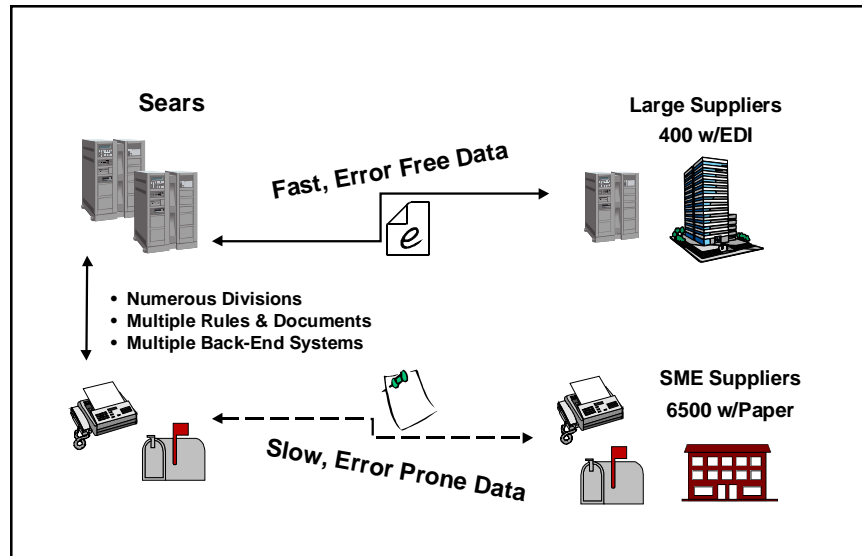 Sears
Large Suppliers
400 w/EDI
Fast, Error Free Data
e
• Numerous Divisions
• Multiple Rules & Documents
• Multiple Back-End Systems
SME Suppliers
6500 w/Paper
Slow, Error Prone Data